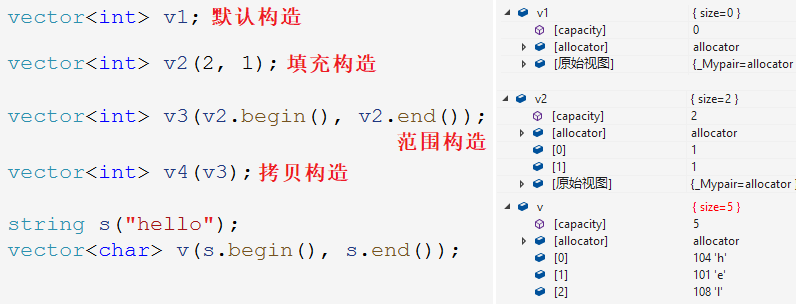 vector<int> v1; 默认构造
vector<int> v2(2, 1); 填充构造
vector<int> v3(v2.begin(), v2.end());
范围构造
vector<int> v4(v3); 拷贝构造
string s("hello");
vector<char> v(s.begin(), s.end());
v1 { size=0 }
[capacity] 0
[allocator] allocator
[原始视图] {_Mypair=allocator
v2 { size=2 }
[capacity] 2
[allocator] allocator
[0] 1
[1] 1
[原始视图] {_Mypair=allocator }
v { size=5 }
[capacity] 5
[allocator] allocator
[0] 104 'h'
[1] 101 'e'
[2] 108 'l'